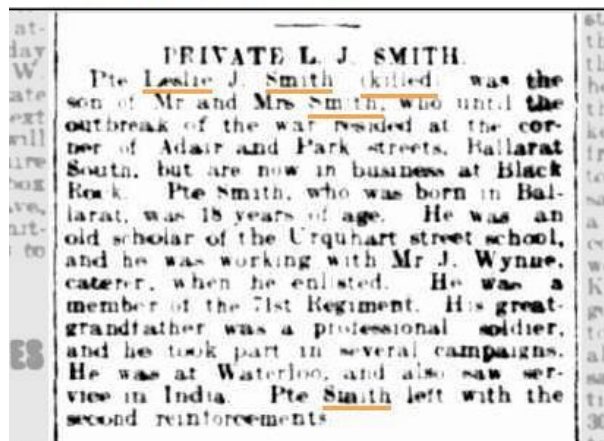 PRIVATE L. J. SMITH.
Pte Leslie J. Smith (killed) was the
son of Mr and Mrs Smith, who until the
outbreak of the war resided at the cor-
ner of Adair and Park streets, Ballarat
South, but are now in business at Black
Rock. Pte Smith, who was born in Bal-
larat, was 18 years of age. He was an
old scholar of the Urquhart street school,
and he was working with Mr J. Wynne,
caterer, when he enlisted. He was a
member of the 71st Regiment. His great-
grandfather was a professional soldier,
and he took part in several campaigns.
He was at Waterloo, and also saw ser-
vice in India. Pte Smith left with the
second reinforcements.